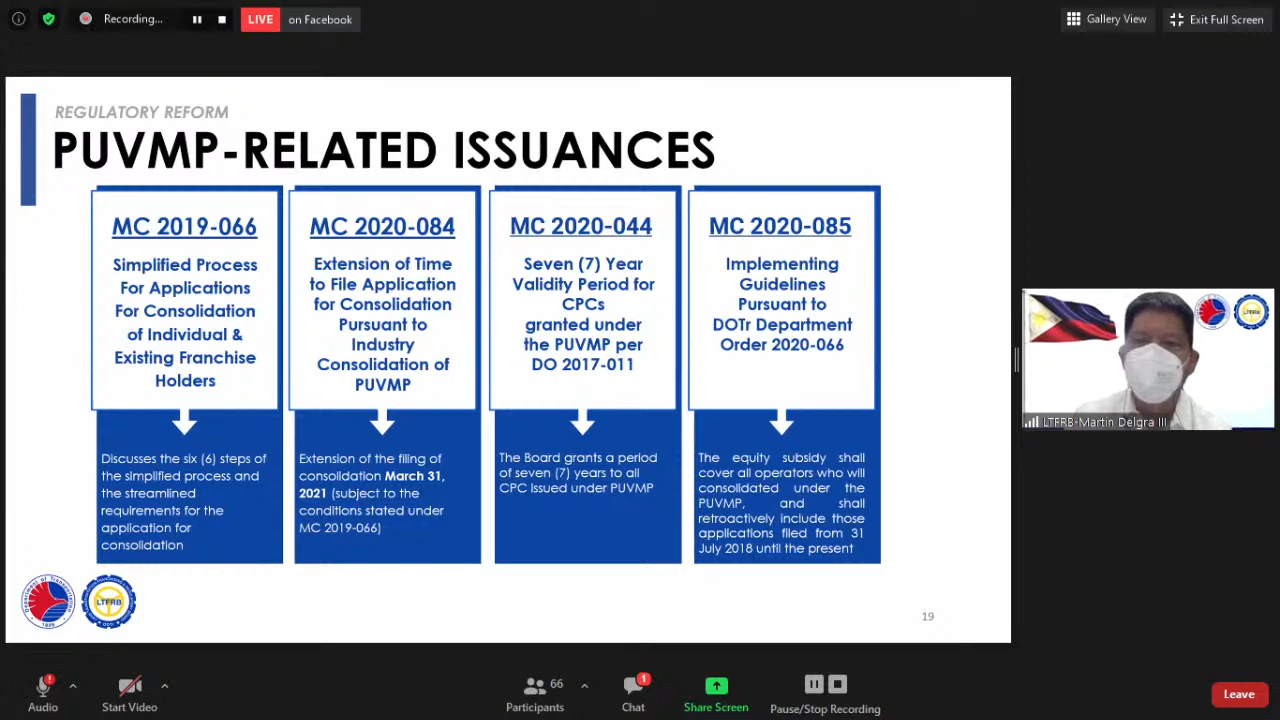 Recording...
LIVE on Facebook
Gallery View
Exit Full Screen
REGULATORY REFORM
PUVMP-RELATED ISSUANCES
MC 2019-066
Simplified Process
For Applications
For Consolidation
of Individual &
Existing Franchise
Holders
Discusses the six (6) steps of
the simplified process and
the streamlined
requirements for the
application for
consolidation
MC 2020-084
Extension of Time
to File Application
for Consolidation
Pursuant to
Industry
Consolidation of
PUVMP
Extension of the filing of
consolidation March 31,
2021 (subject to the
conditions stated under
MC 2019-066)
MC 2020-044
Seven (7) Year
Validity Period for
CPCs
granted under
the PUVMP per
DO 2017-011
The Board grants a period
of seven (7) years to all
CPC issued under PUVMP
MC 2020-085
Implementing
Guidelines
Pursuant to
DOTr Department
Order 2020-066
The equity subsidy shall
cover all operators who will
consolidated under the
PUVMP, and shall
retroactively include those
applications filed from 31
July 2018 until the present
LTFRB
19
LTFRB-Martin Delgra III
Audio
Start Video
66
Participants
1
Chat
Share Screen
Pause/Stop Recording
Leave